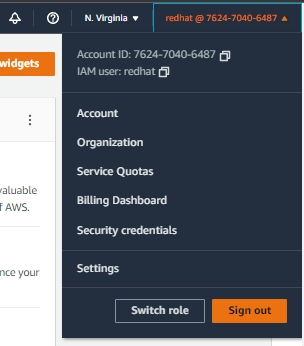 N. Virginia ▼
redhat @ 7624-7040-6487 ▲
widgets
Account ID: 7624-7040-6487
IAM user: redhat
Account
Organization
valuable
Service Quotas
Billing Dashboard
f AWS.
Security credentials
Settings
nce your
Switch role
Sign out